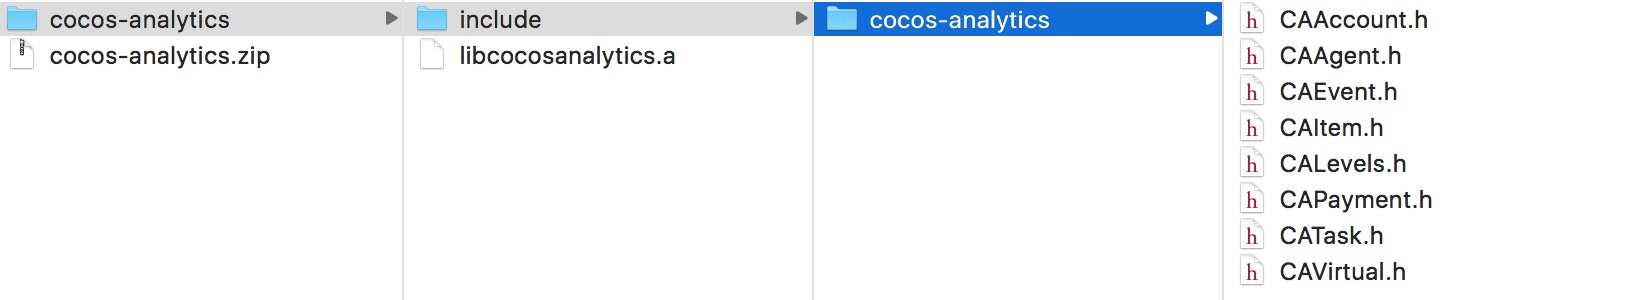 cocos-analytics
cocos-analytics.zip
include
libcocosanalytics.a
cocos-analytics
h CAAccount.h
h CAAgent.h
h CAEvent.h
h CAItem.h
h CALevels.h
h CAPayment.h
h CATask.h
h CAVirtual.h